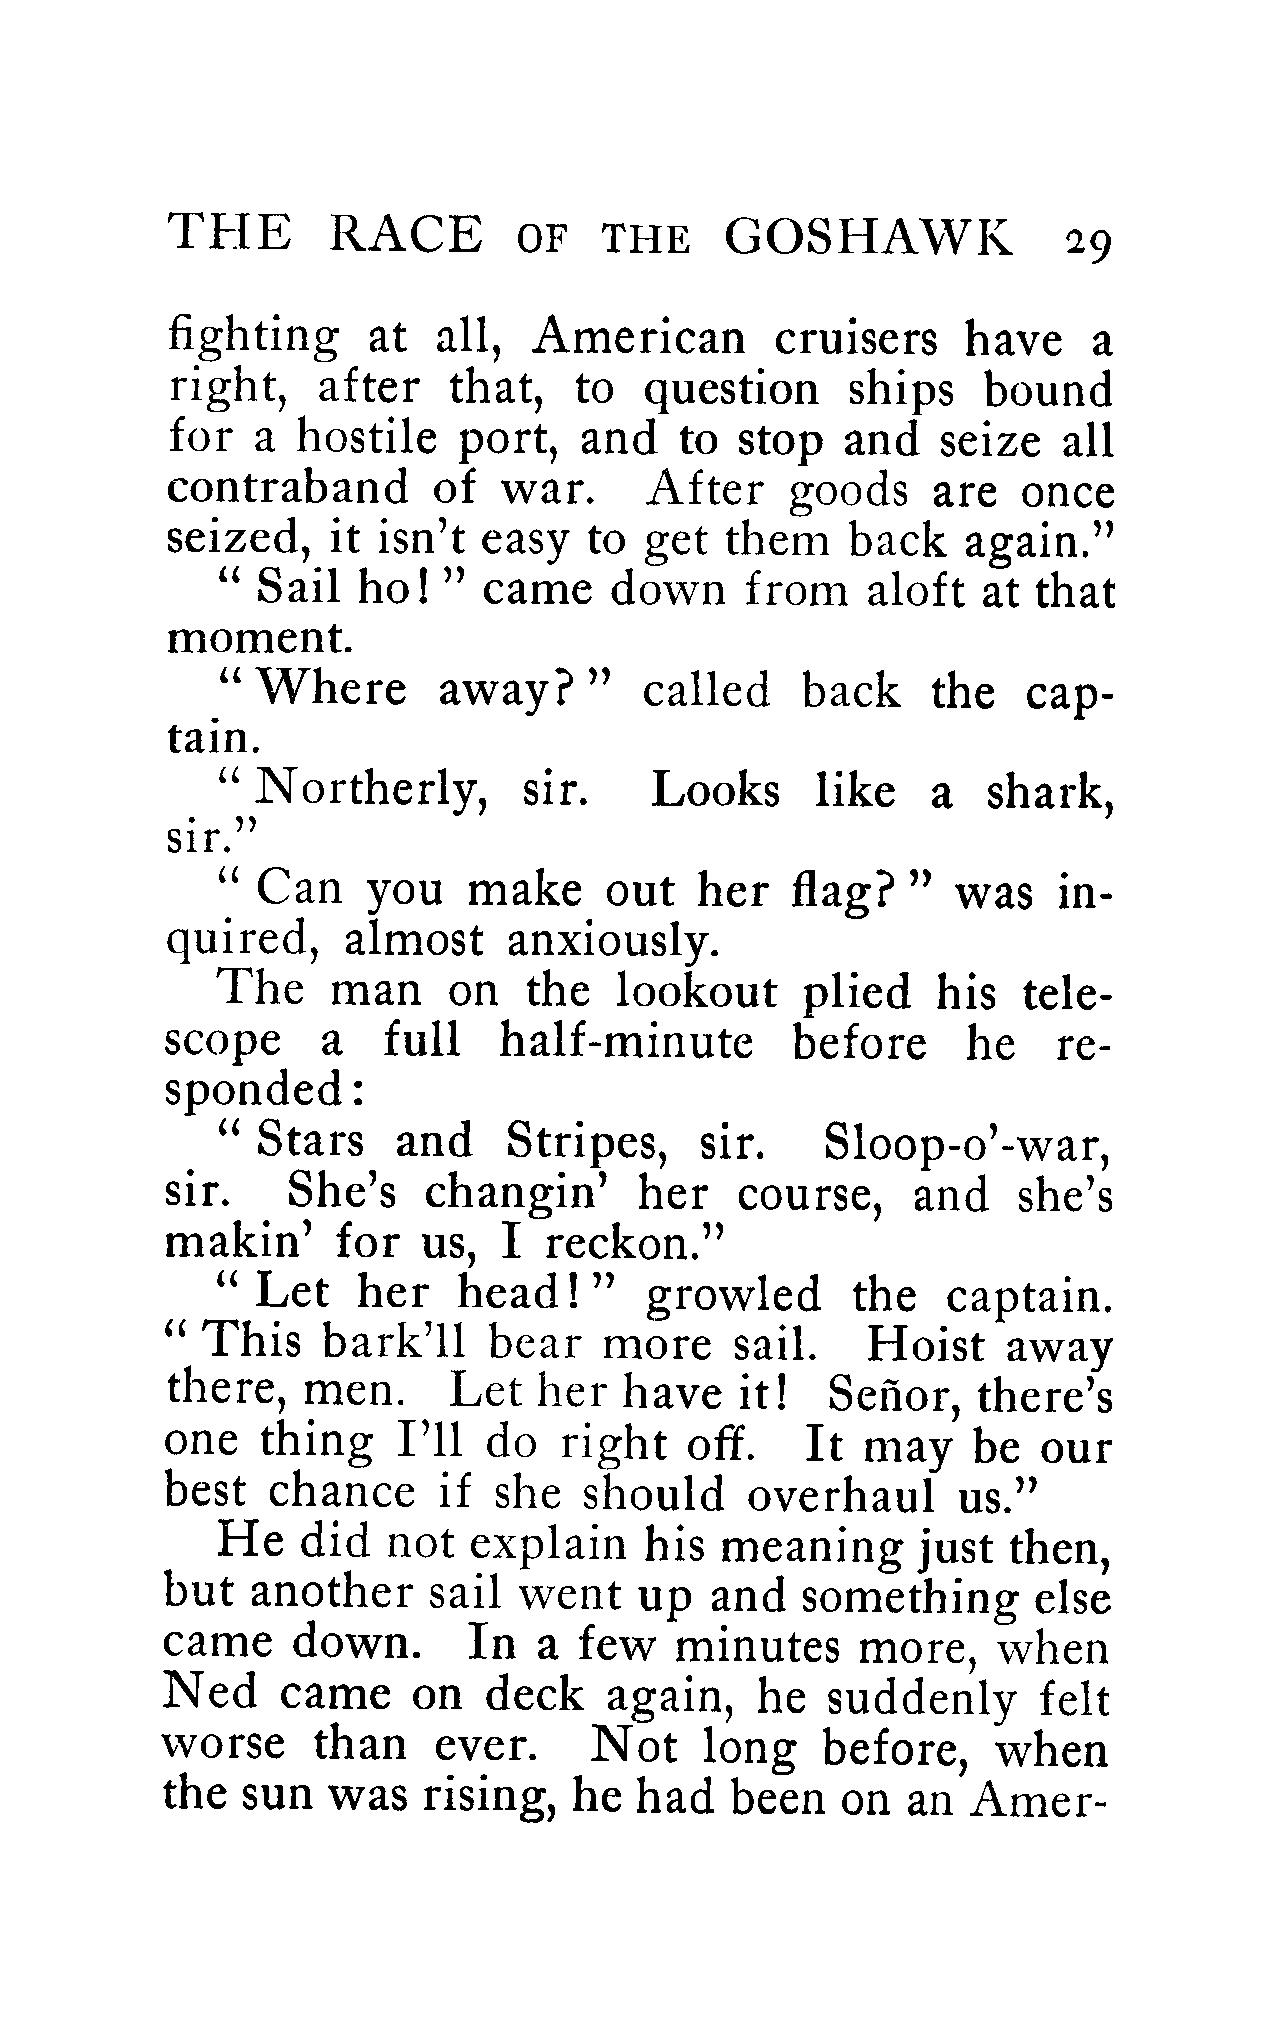 THE RACE OF THE GOSHAWK 29
fighting at all, American cruisers have a
right, after that, to question ships bound
for a hostile port, and to stop and seize all
contraband of war. After goods are once
seized, it isn't easy to get them back again."
" Sail ho! " came down from aloft at that
moment.
" Where away? " called back the cap-
tain.
" Northerly, sir. Looks like a shark,
sir."
" Can you make out her flag? " was in-
quired, almost anxiously.
The man on the lookout plied his tele-
scope a full half-minute before he re-
sponded:
" Stars and Stripes, sir. Sloop-o'-war,
sir. She's changin' her course, and she's
makin' for us, I reckon."
" Let her head! " growled the captain.
" This bark'll bear more sail. Hoist away
there, men. Let her have it! Señor, there's
one thing I'll do right off. It may be our
best chance if she should overhaul us."
He did not explain his meaning just then,
but another sail went up and something else
came down. In a few minutes more, when
Ned came on deck again, he suddenly felt
worse than ever. Not long before, when
the sun was rising, he had been on an Amer-